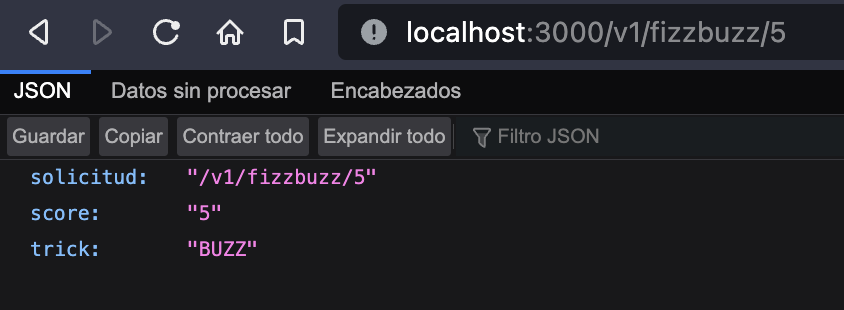 localhost:3000/v1/fizzbuzz/5
JSON Datos sin procesar Encabezados
Guardar Copiar Contraer todo Expandir todo Filtro JSON
solicitud: "/v1/fizzbuzz/5"
score: "5"
trick: "BUZZ"